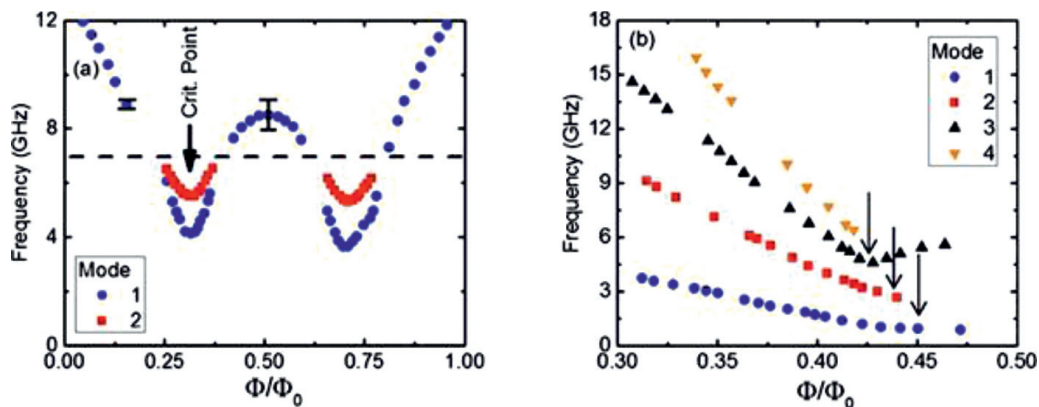 12
8
4
0
Frequency (GHz)
(a)
Crit. Point
Mode
1
2
0.00 0.25 0.50 0.75 1.00
Φ/Φ0
18
15
12
9
6
3
0
Frequency (GHz)
(b)
Mode
1
2
3
4
0.30 0.35 0.40 0.45 0.50
Φ/Φ0